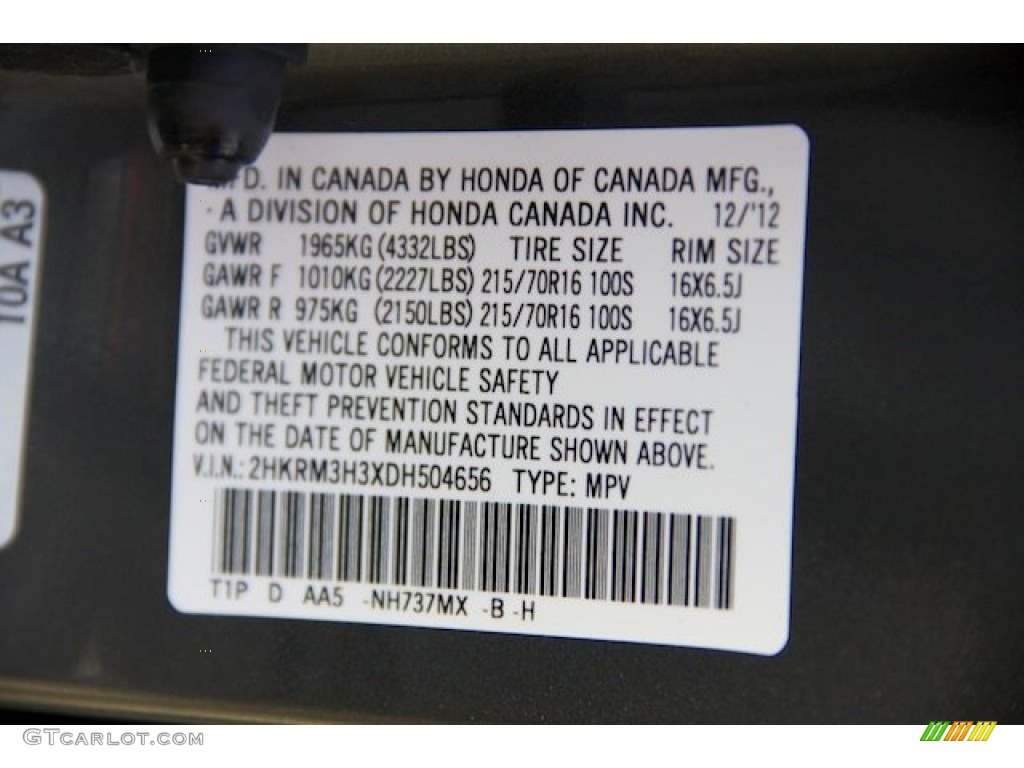 MFD. IN CANADA BY HONDA OF CANADA MFG.,
A DIVISION OF HONDA CANADA INC. 12/'12
GVWR 1965KG (4332LBS) TIRE SIZE RIM SIZE
GAWR F 1010KG (2227LBS) 215/70R16 100S 16X6.5J
GAWR R 975KG (2150LBS) 215/70R16 100S 16X6.5J
THIS VEHICLE CONFORMS TO ALL APPLICABLE
FEDERAL MOTOR VEHICLE SAFETY
AND THEFT PREVENTION STANDARDS IN EFFECT
ON THE DATE OF MANUFACTURE SHOWN ABOVE.
V.I.N.: 2HKRM3H3XDH504656 TYPE: MPV
T1P D AA5 -NH737MX -B -H
10A A3
GTCARLOT.COM